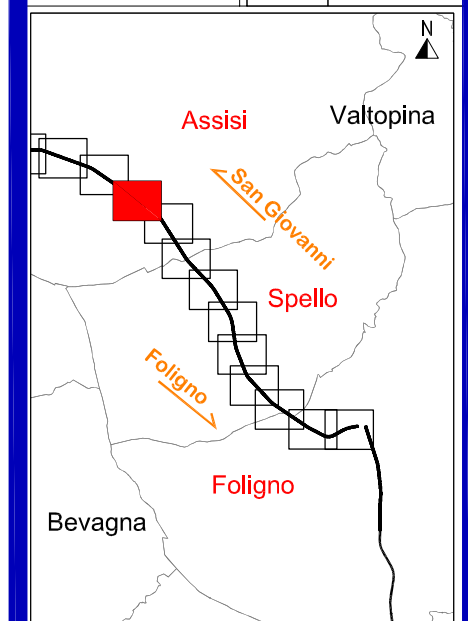 N
Valtopina
Assisi
San Giovanni
Spello
Foligno
Foligno
Bevagna